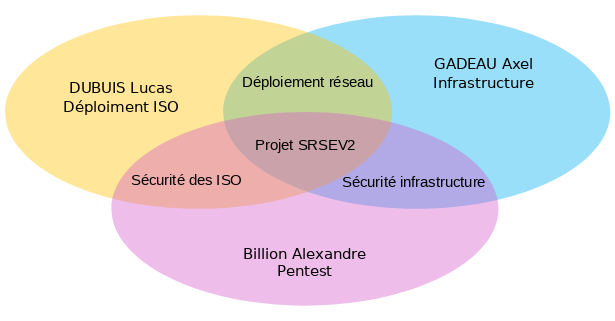 DUBUIS Lucas
Déploiment ISO
Déploiement réseau
GADEAU Axel
Infrastructure
Projet SRSEV2
Sécurité des ISO
Sécurité infrastructure
Billion Alexandre
Pentest